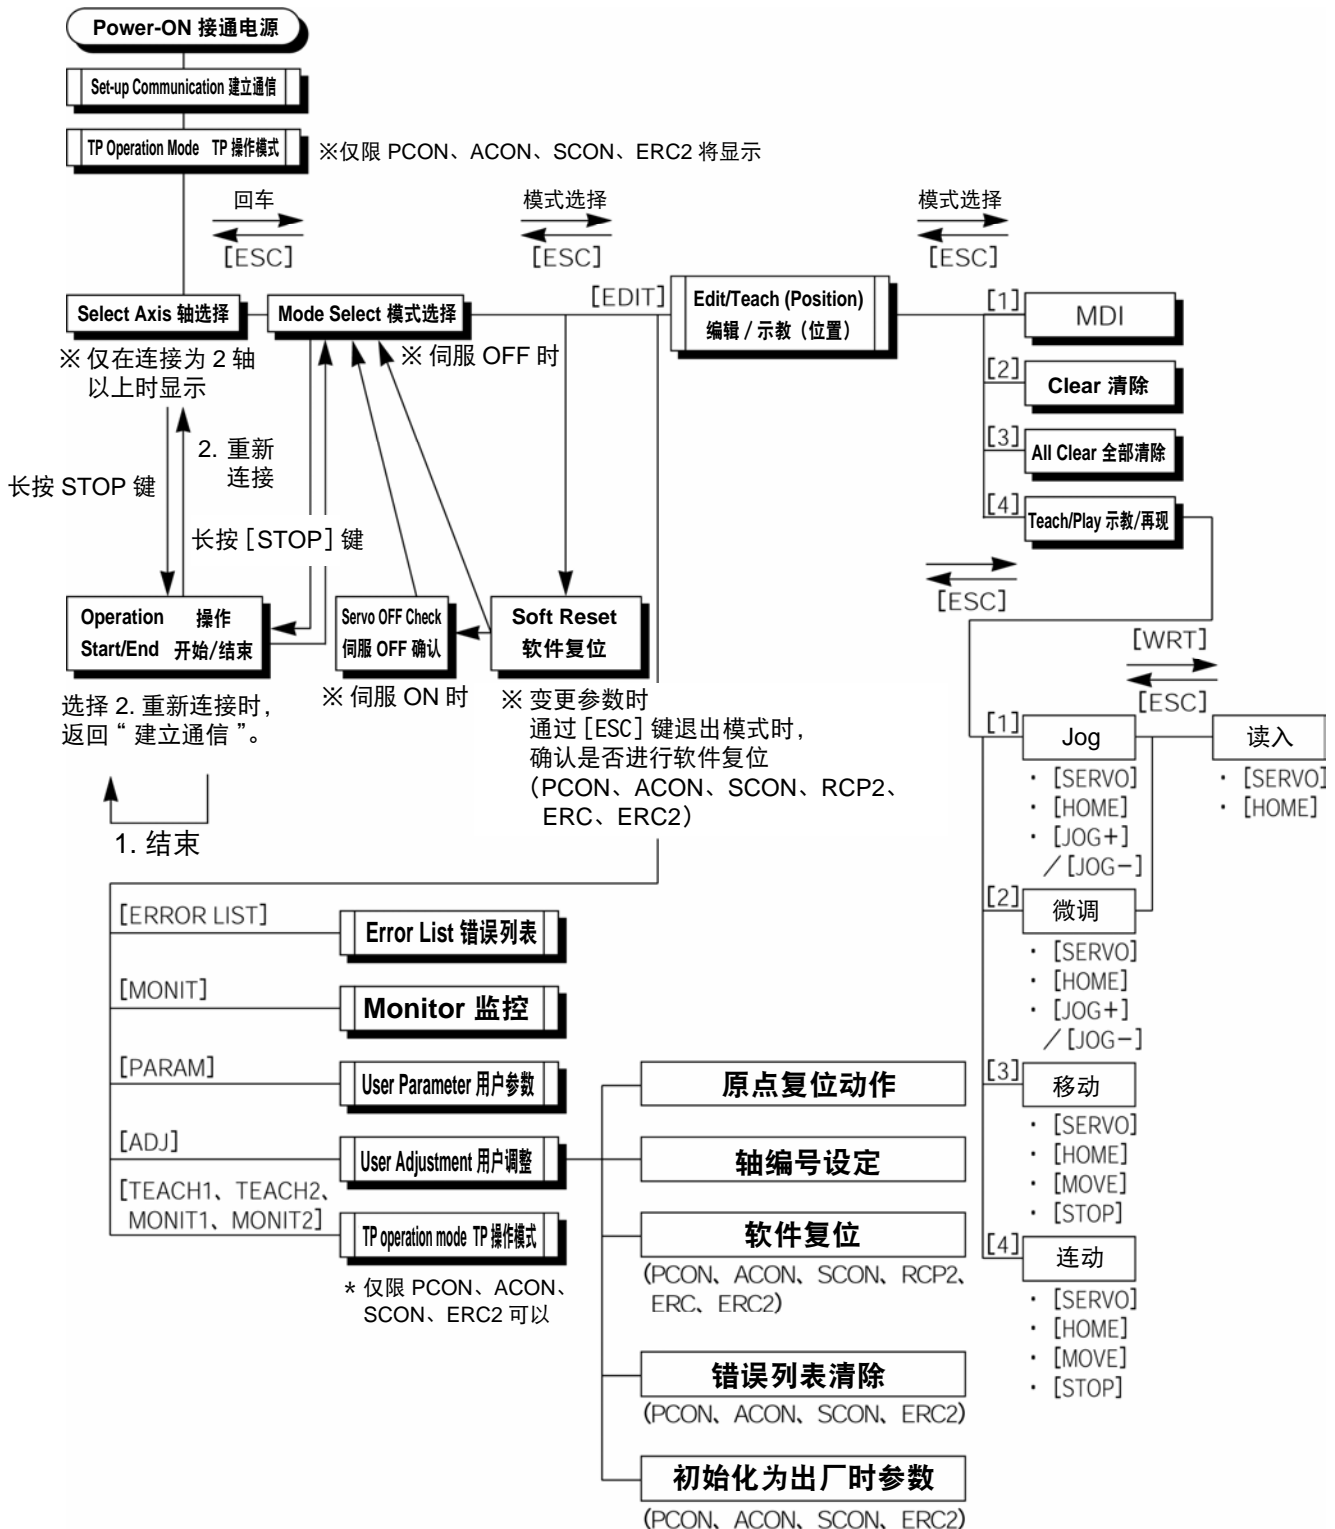 Power-ON 接通电源
Set-up Communication 建立通信
TP Operation Mode TP 操作模式
※仅限 PCON、ACON、SCON、ERC2 将显示
回车
[ESC]
模式选择
[ESC]
模式选择
[ESC]
Select Axis 轴选择
※ 仅在连接为 2 轴
以上时显示
Mode Select 模式选择
※ 伺服 OFF 时
[EDIT]
Edit/Teach (Position)
编辑 / 示教（位置）
[1]
MDI
[2]
Clear 清除
[3]
All Clear 全部清除
[4]
Teach/Play 示教/再现
[ESC]
2. 重新
连接
长按 STOP 键
长按［STOP］键
Operation 操作
Start/End 开始/结束
Servo OFF Check
伺服 OFF 确认
※ 伺服 ON 时
Soft Reset
软件复位
选择 2. 重新连接时，
返回“ 建立通信 ”。
1. 结束
※ 变更参数时
通过［ESC］键退出模式时，
确认是否进行软件复位
（PCON、ACON、SCON、RCP2、
ERC、ERC2）
[WRT]
[ESC]
[1]
Jog
· [SERVO]
· [HOME]
· [JOG+]
／[JOG−]
读入
· [SERVO]
· [HOME]
[2]
微调
· [SERVO]
· [HOME]
· [JOG+]
／[JOG−]
[3]
移动
· [SERVO]
· [HOME]
· [MOVE]
· [STOP]
[4]
连动
· [SERVO]
· [HOME]
· [MOVE]
· [STOP]
[ERROR LIST]
Error List 错误列表
[MONIT]
Monitor 监控
[PARAM]
User Parameter 用户参数
[ADJ]
User Adjustment 用户调整
[TEACH1、TEACH2、
MONIT1、MONIT2]
TP operation mode TP 操作模式
* 仅限 PCON、ACON、
SCON、ERC2 可以
原点复位动作
轴编号设定
软件复位
(PCON、ACON、SCON、RCP2、
ERC、ERC2)
错误列表清除
(PCON、ACON、SCON、ERC2)
初始化为出厂时参数
(PCON、ACON、SCON、ERC2)